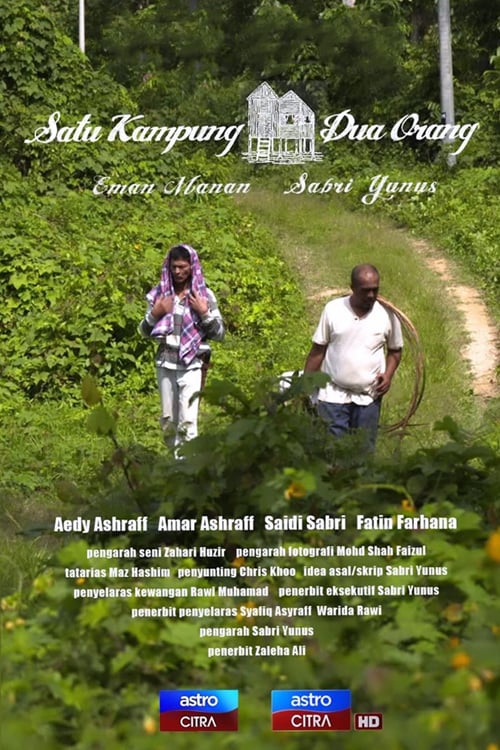 Satu Kampung Dua Orang
Eman Manan Sabri Yunus
Aedy Ashraff Amar Ashraff Saidi Sabri Fatin Farhana
pengarah seni Zahari Huzir pengarah fotografi Mohd Shah Faizul
tatarias Maz Hashim penyunting Chris Khoo idea asal/skrip Sabri Yunus
penyelaras kewangan Rawi Muhamad penerbit eksekutif Sabri Yunus
penerbit penyelaras Syafiq Asyraff Warida Rawi
pengarah Sabri Yunus
penerbit Zaleha Ali
astro astro
CITRA CITRA HD